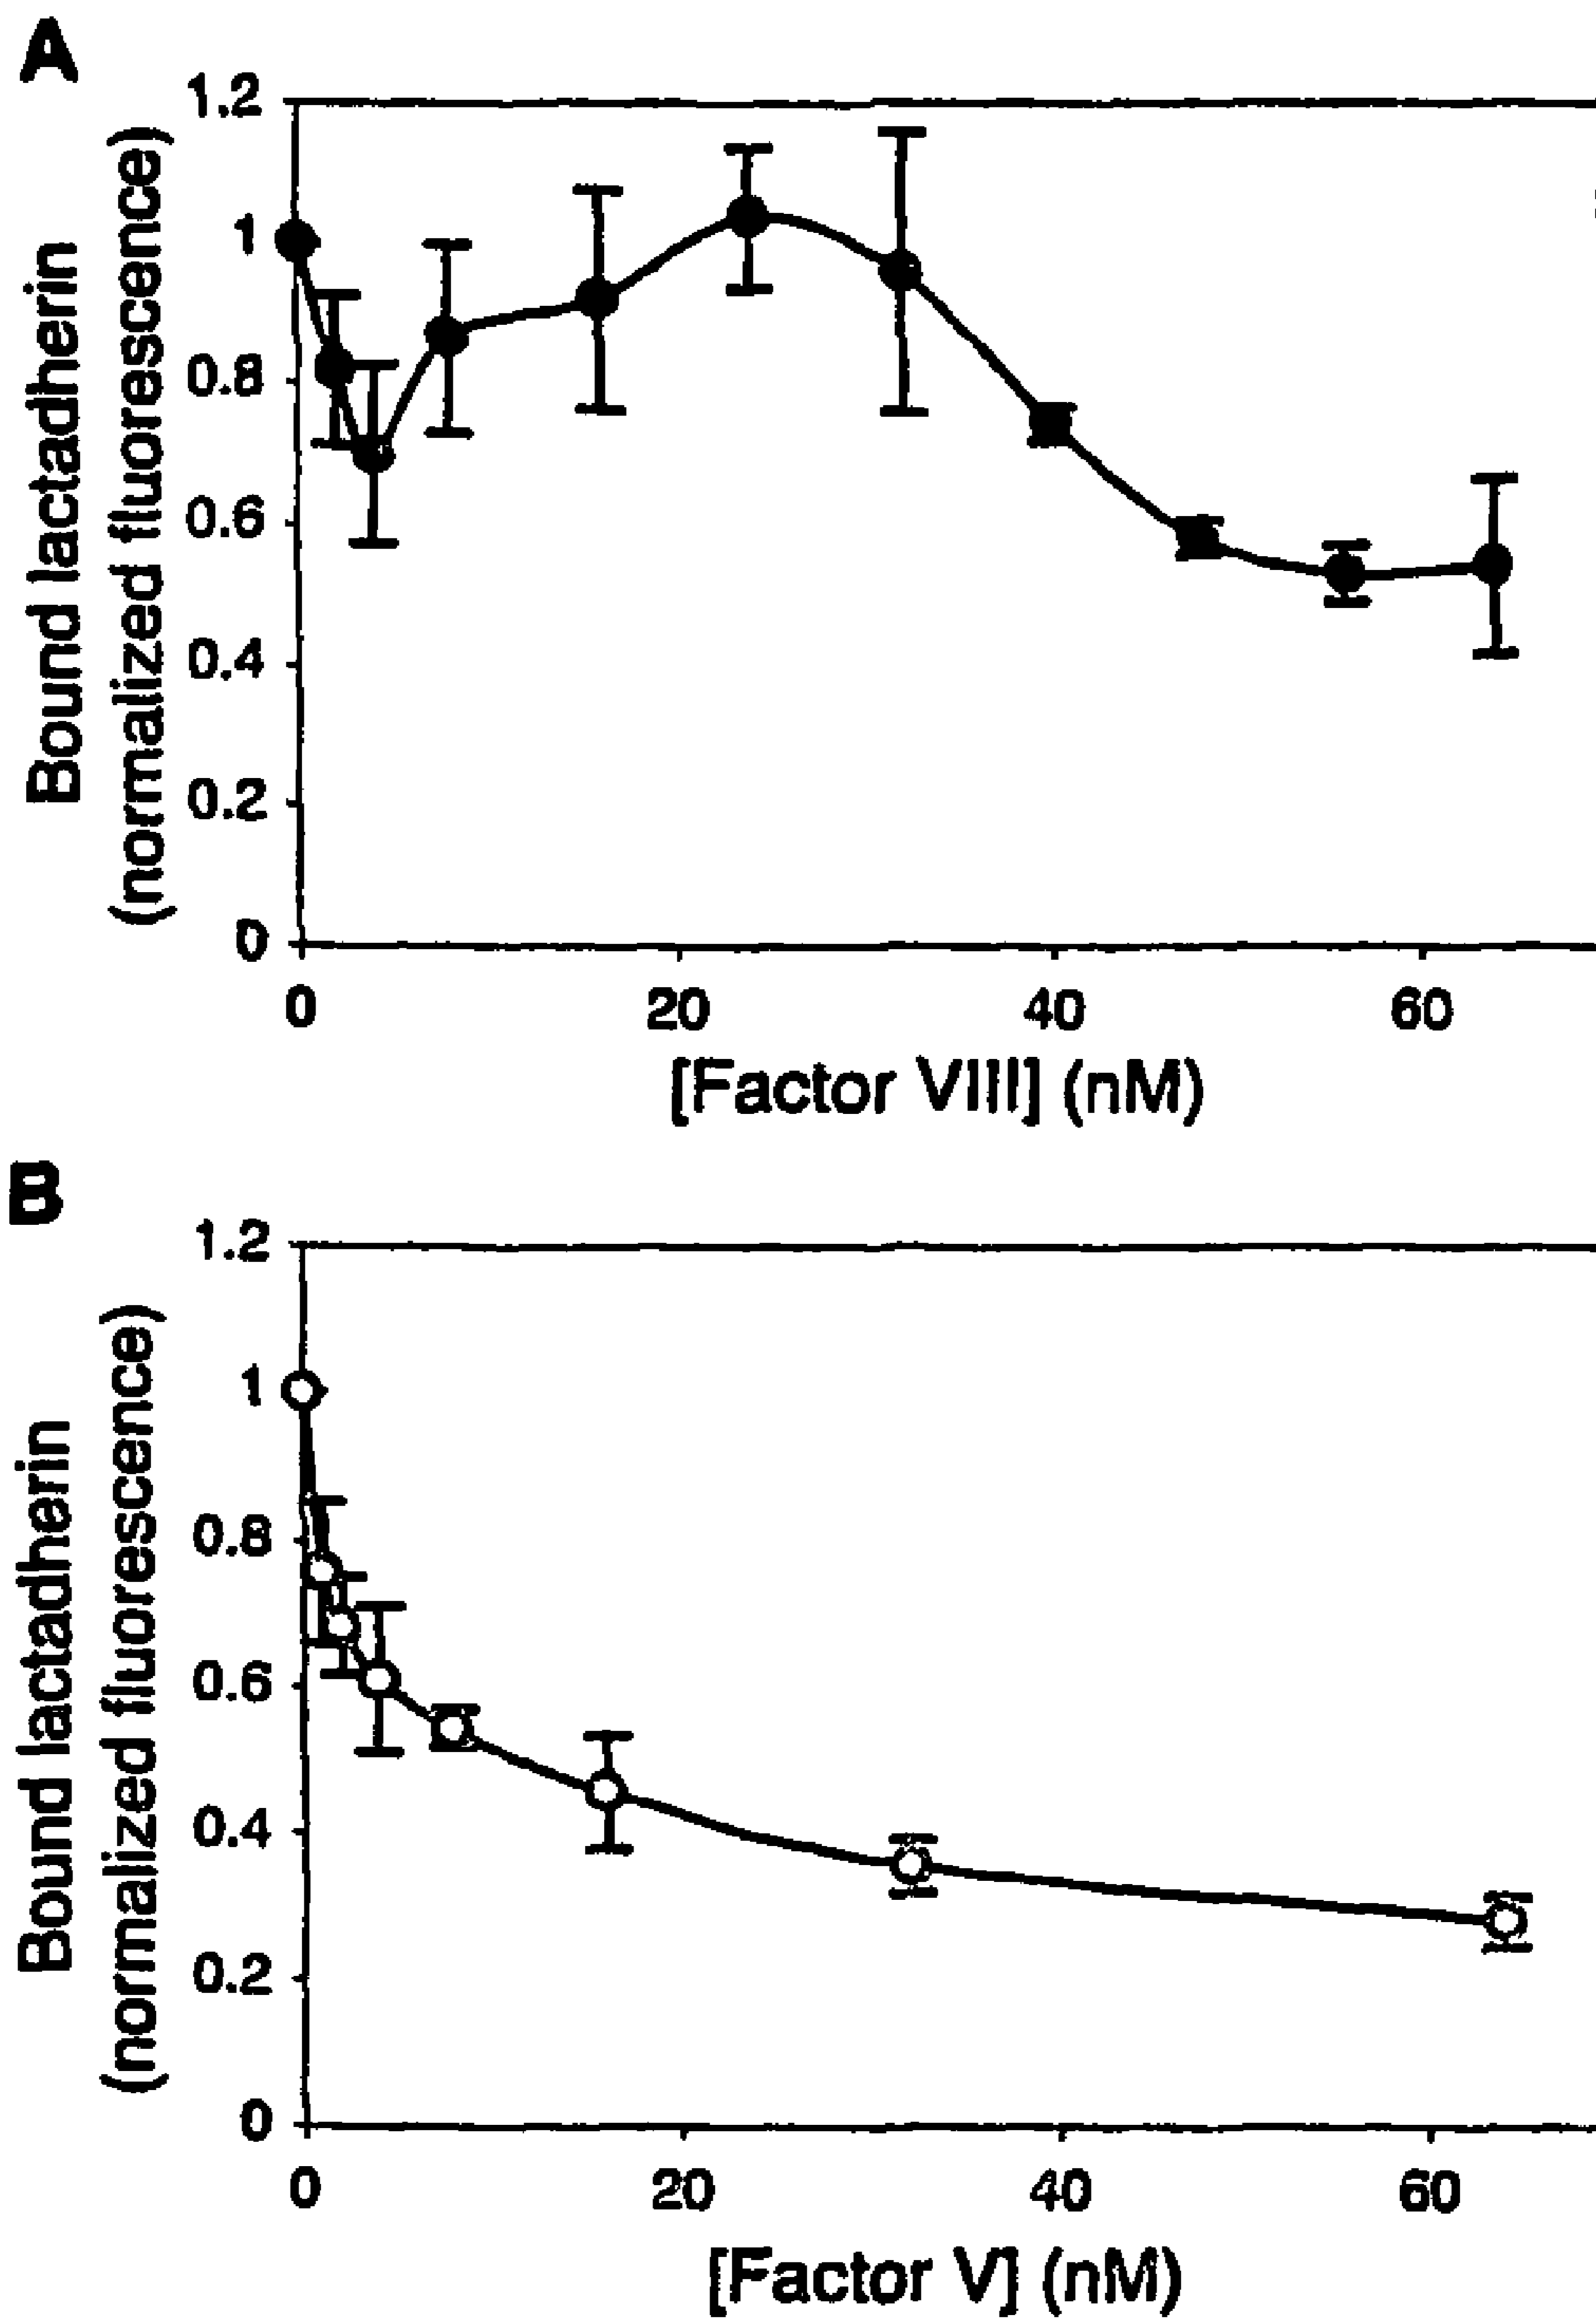 A
Bound lactadherin
(normalized fluorescence)
1.2
1
0.8
0.6
0.4
0.2
0
0 20 40 60
[Factor VIII] (nM)
B
Bound lactadherin
(normalized fluorescence)
1.2
1
0.8
0.6
0.4
0.2
0
0 20 40 60
[Factor V] (nM)